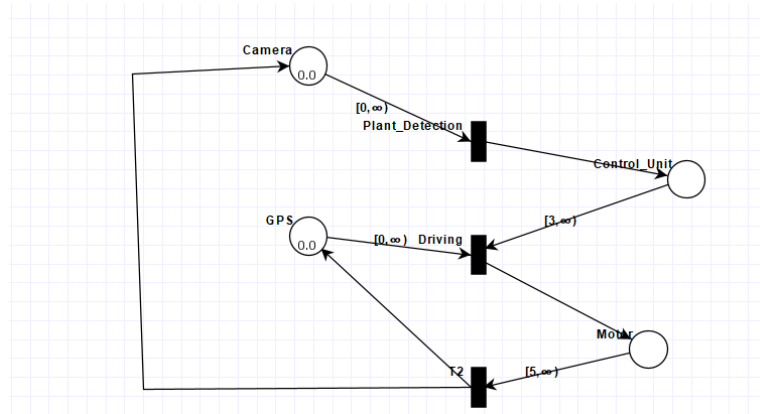 Camera
0.0
[0,∞)
Plant_Detection
Control_Unit
GPS
0.0
[0,∞)
Driving
[3,∞)
Motor
T2
[5,∞)